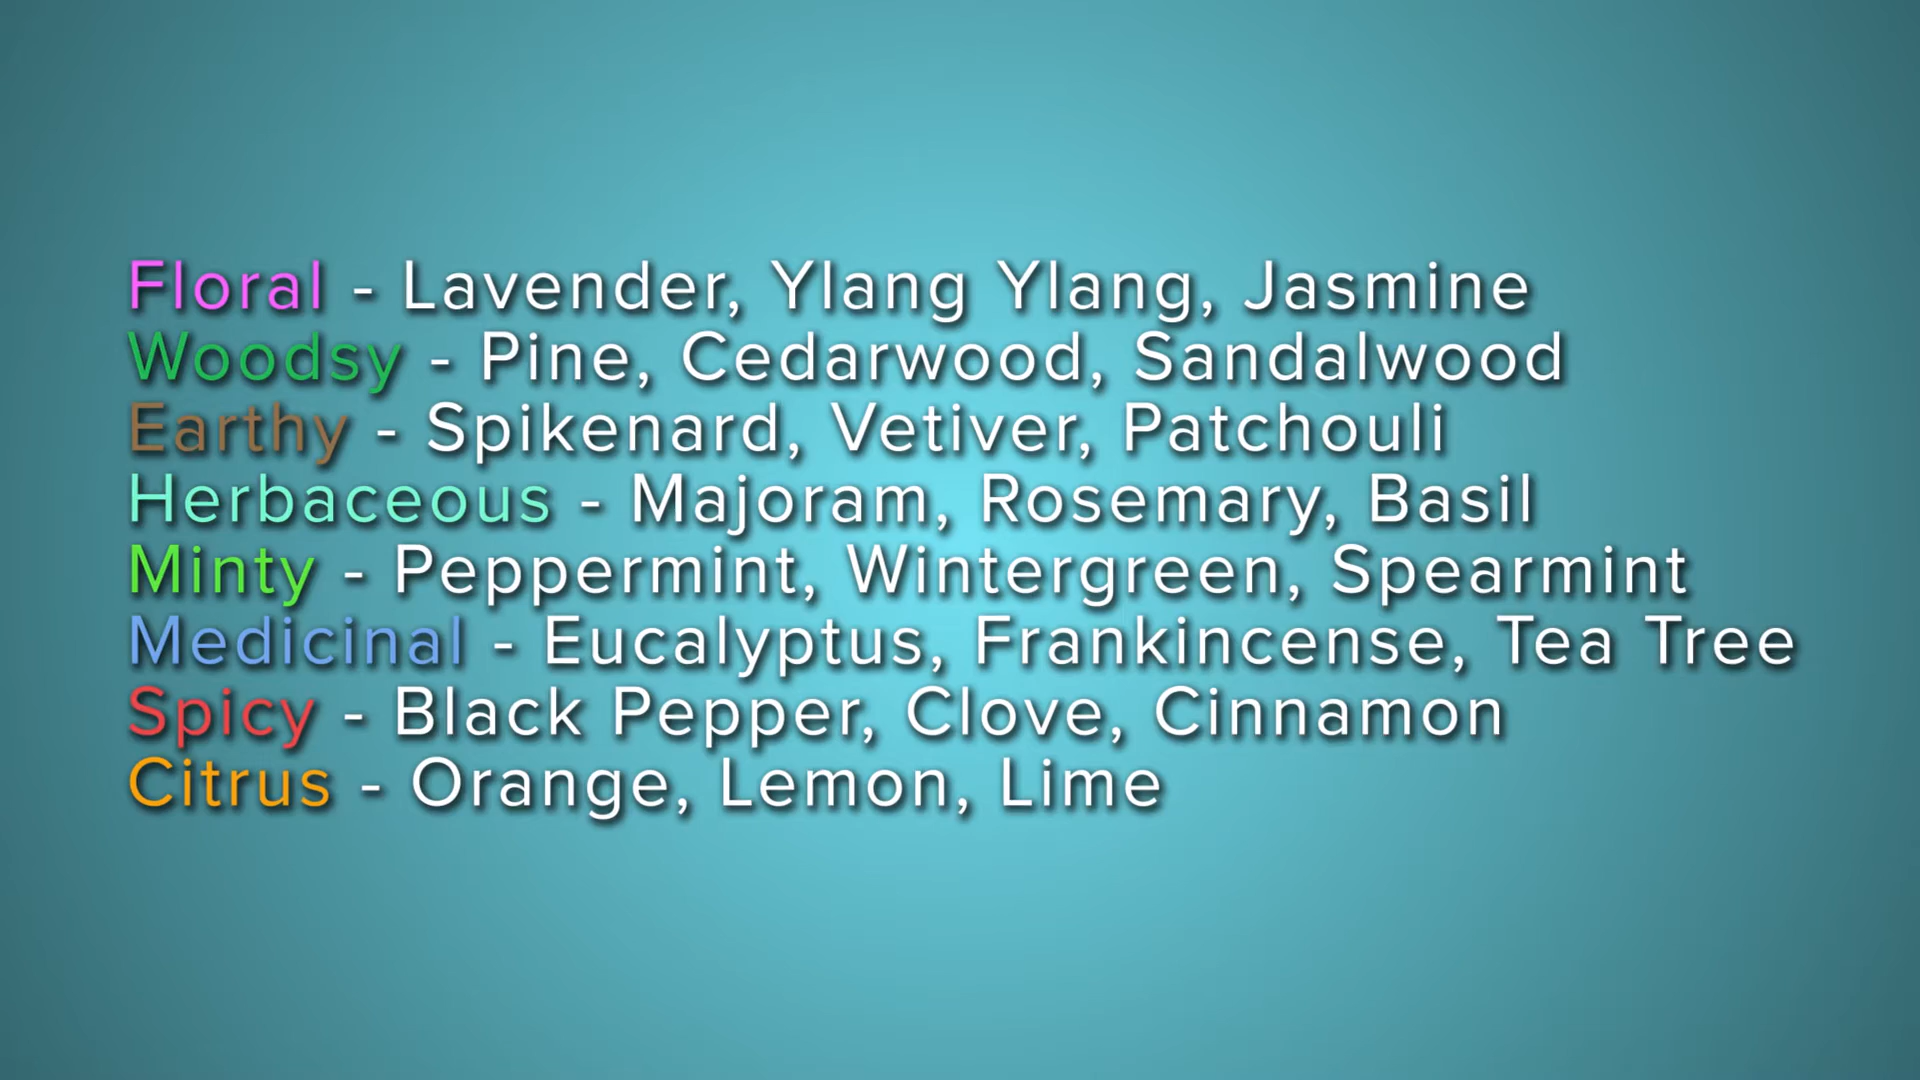 Floral - Lavender, Ylang Ylang, Jasmine
Woodsy - Pine, Cedarwood, Sandalwood
Earthy - Spikenard, Vetiver, Patchouli
Herbaceous - Majoram, Rosemary, Basil
Minty - Peppermint, Wintergreen, Spearmint
Medicinal - Eucalyptus, Frankincense, Tea Tree
Spicy - Black Pepper, Clove, Cinnamon
Citrus - Orange, Lemon, Lime